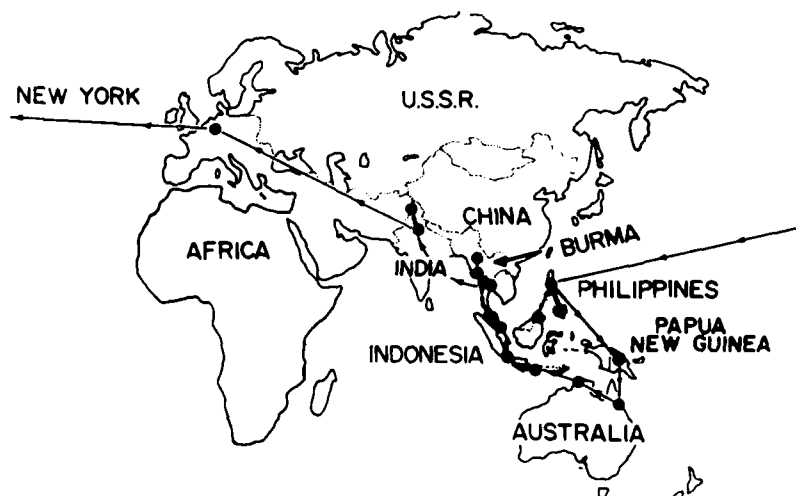 NEW YORK
U.S.S.R.
CHINA
BURMA
AFRICA
INDIA
PHILIPPINES
PAPUA
NEW GUINEA
INDONESIA
AUSTRALIA